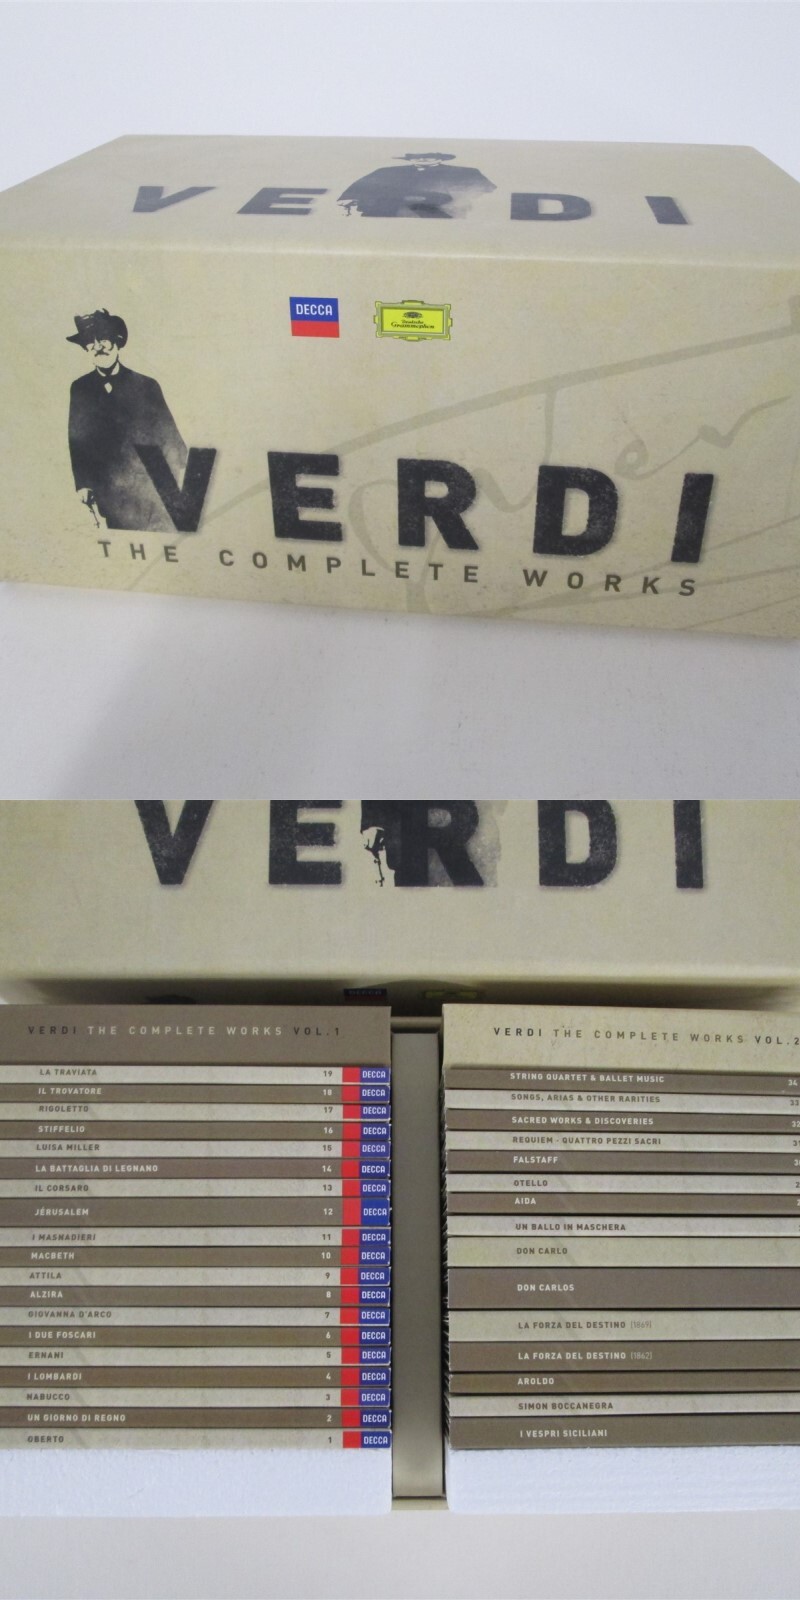 VERDI
DECCA
Deutsche
Grammophon
VERDI
THE COMPLETE WORKS
VERDI
DECCA
VERDI THE COMPLETE WORKS VOL.1
LA TRAVIATA 19 DECCA
IL TROVATORE 18 DECCA
RIGOLETTO 17 DECCA
STIFFELIO 16 DECCA
LUISA MILLER 15 DECCA
LA BATTAGLIA DI LEGNANO 14 DECCA
IL CORSARO 13 DECCA
JÉRUSALEM 12 DECCA
I MASNADIERI 11 DECCA
MACBETH 10 DECCA
ATTILA 9 DECCA
ALZIRA 8 DECCA
GIOVANNA D'ARCO 7 DECCA
I DUE FOSCARI 6 DECCA
ERNANI 5 DECCA
I LOMBARDI 4 DECCA
NABUCCO 3 DECCA
UN GIORNO DI REGNO 2 DECCA
OBERTO 1 DECCA
VERDI THE COMPLETE WORKS VOL.2
STRING QUARTET & BALLET MUSIC 34
SONGS, ARIAS & OTHER RARITIES 33
SACRED WORKS & DISCOVERIES 32
REQUIEM - QUATTRO PEZZI SACRI
FALSTAFF
OTELLO
AIDA
UN BALLO IN MASCHERA
DON CARLO
DON CARLOS
LA FORZA DEL DESTINO [1869]
LA FORZA DEL DESTINO [1862]
AROLDO
SIMON BOCCANEGRA
I VESPRI SICILIANI